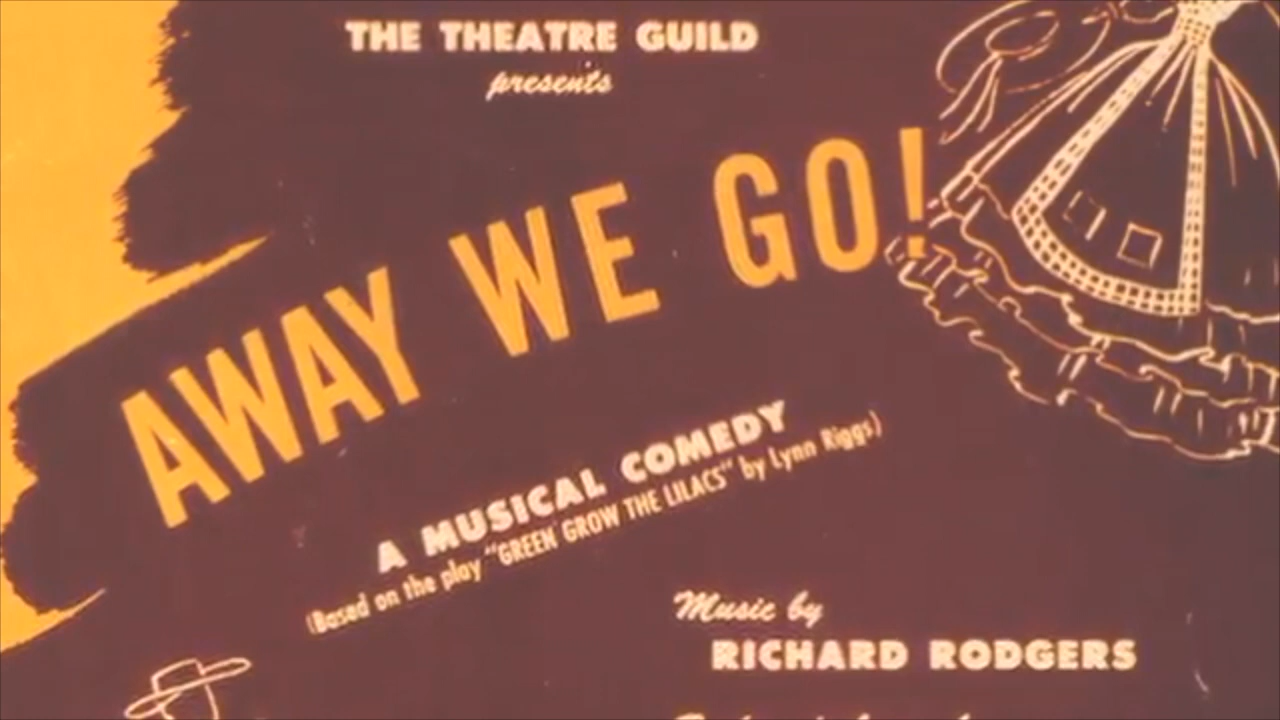 THE THEATRE GUILD
presents
AWAY WE GO!
A MUSICAL COMEDY
(Based on the play "GREEN GROW THE LILACS" by Lynn Riggs)
Music by
RICHARD RODGERS